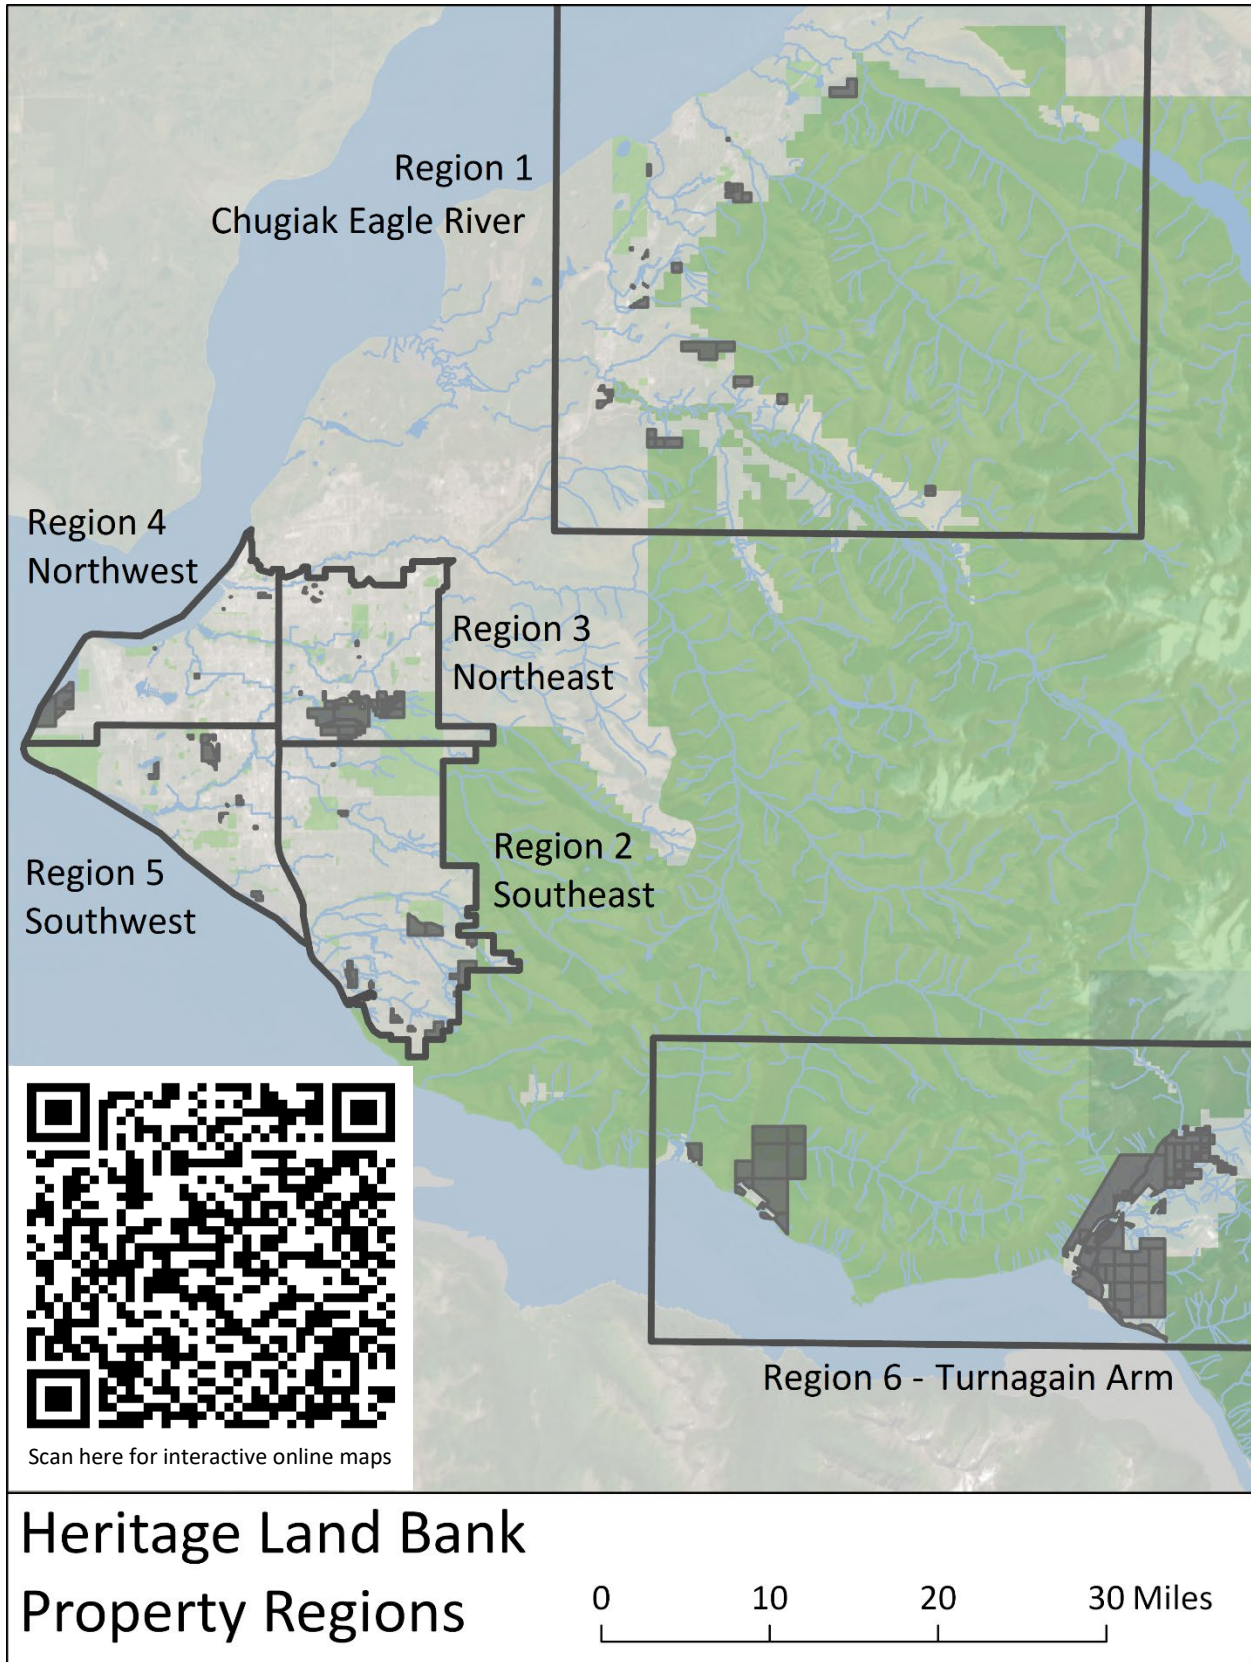 Region 1
Chugiak Eagle River
Region 4
Northwest
Region 3
Northeast
Region 2
Southeast
Region 5
Southwest
Region 6 - Turnagain Arm
Scan here for interactive online maps
Heritage Land Bank
Property Regions
0 10 20 30 Miles